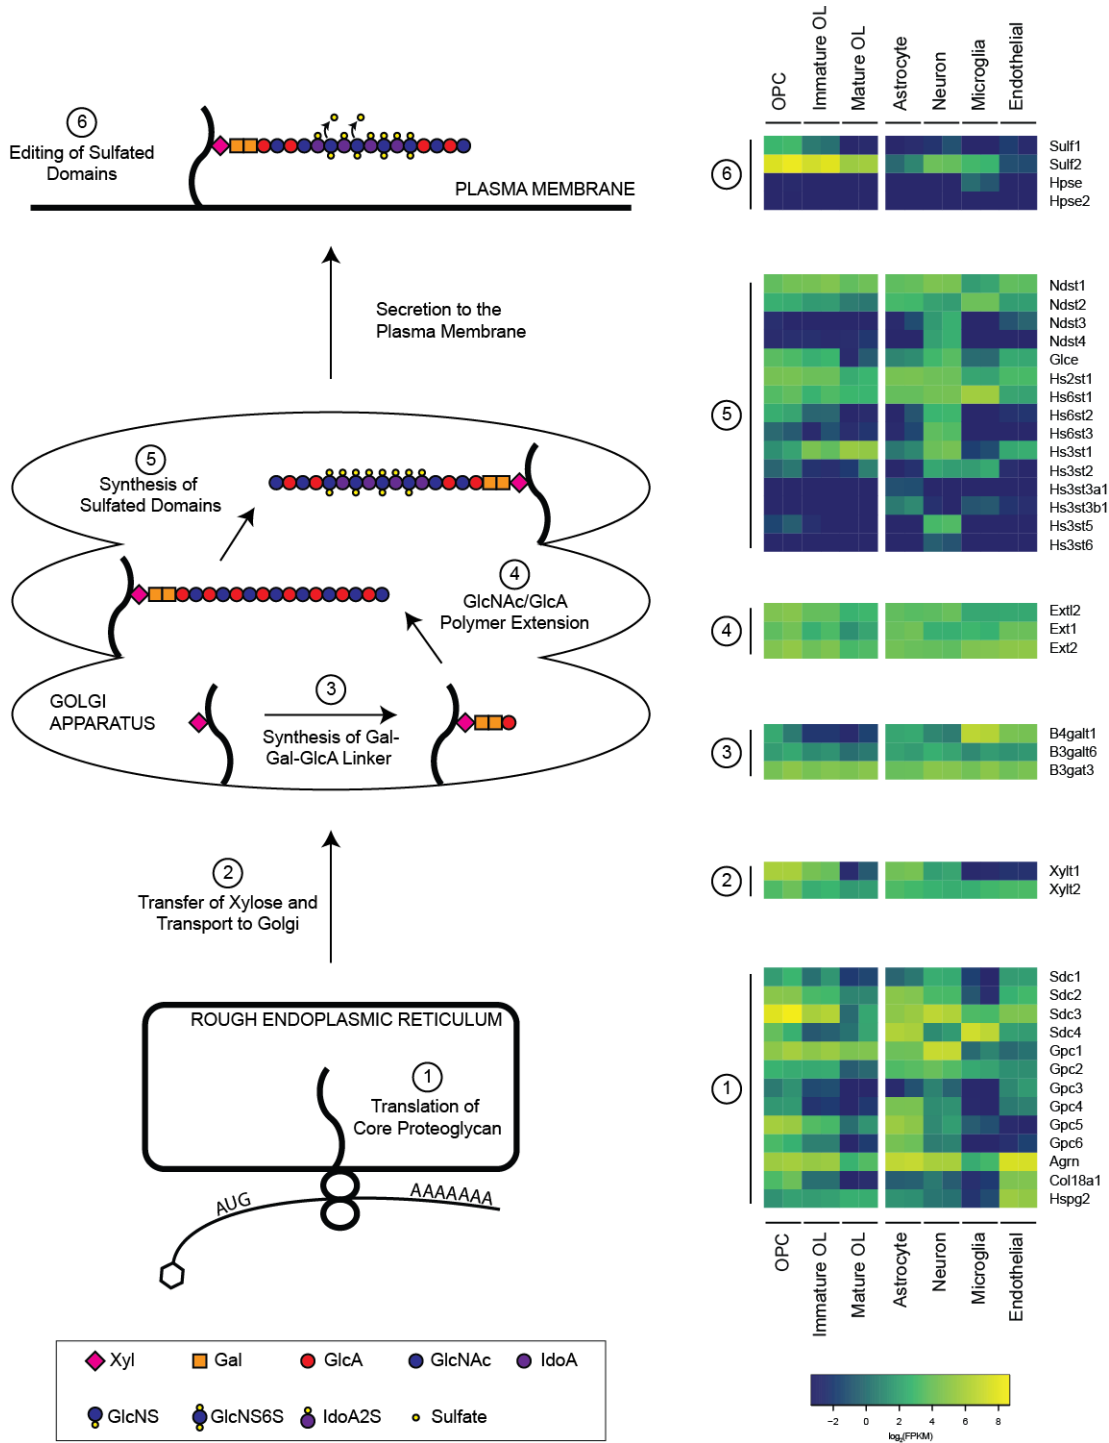 6
Editing of Sulfated
Domains
PLASMA MEMBRANE
Secretion to the
Plasma Membrane
5
Synthesis of
Sulfated Domains
4
GlcNAc/GlcA
Polymer Extension
GOLGI
APPARATUS
3
Synthesis of Gal-
Gal-GlcA Linker
2
Transfer of Xylose and
Transport to Golgi
ROUGH ENDOPLASMIC RETICULUM
1
Translation of
Core Proteoglycan
AUG
AAAAAAA
Xyl
Gal
GlcA
GlcNAc
IdoA
GlcNS
GlcNS6S
IdoA2S
Sulfate
OPC
Immature OL
Mature OL
Astrocyte
Neuron
Microglia
Endothelial
6
Sulf1
Sulf2
Hpse
Hpse2
5
Ndst1
Ndst2
Ndst3
Ndst4
Glce
Hs2st1
Hs6st1
Hs6st2
Hs6st3
Hs3st1
Hs3st2
Hs3st3a1
Hs3st3b1
Hs3st5
Hs3st6
4
Extl2
Ext1
Ext2
3
B4galt1
B3galt6
B3gat3
2
Xylt1
Xylt2
1
Sdc1
Sdc2
Sdc3
Sdc4
Gpc1
Gpc2
Gpc3
Gpc4
Gpc5
Gpc6
Agrn
Col18a1
Hspg2
OPC
Immature OL
Mature OL
Astrocyte
Neuron
Microglia
Endothelial
-2 0 2 4 6 8
log₂(FPKM)